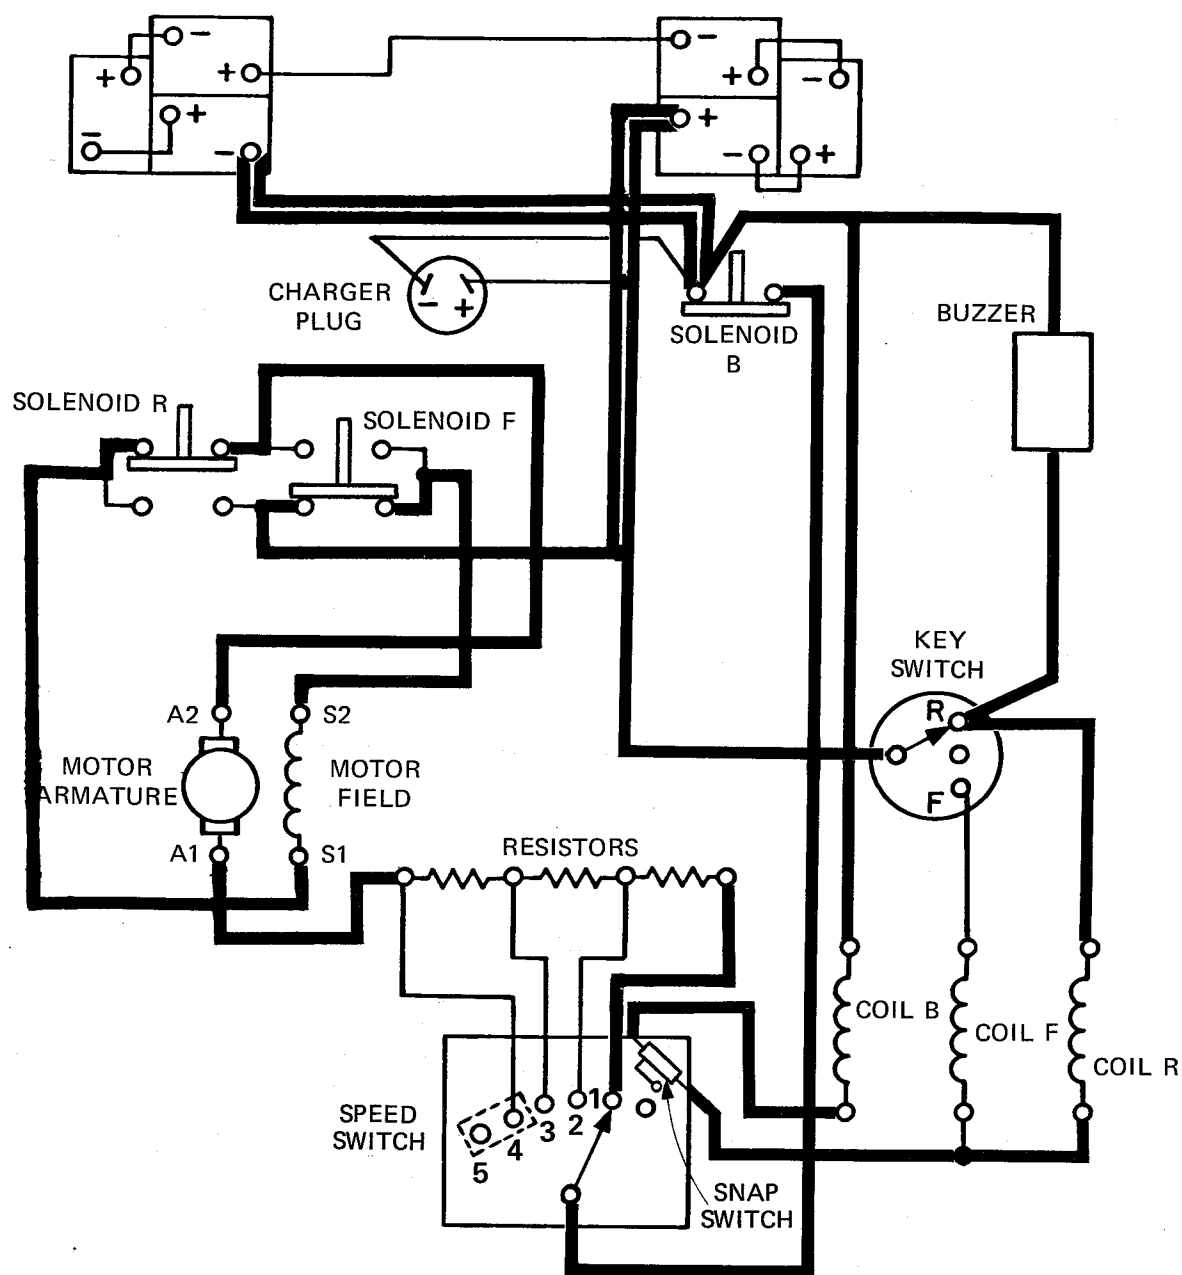 - -
+ + + -
+ +
- - - +
CHARGER
PLUG
- +
SOLENOID
B
BUZZER
SOLENOID R
SOLENOID F
KEY
SWITCH
R
F
A2 S2
MOTOR
ARMATURE
MOTOR
FIELD
A1 S1
RESISTORS
COIL B
COIL F
COIL R
SPEED
SWITCH
5 4 3 2 1
SNAP
SWITCH